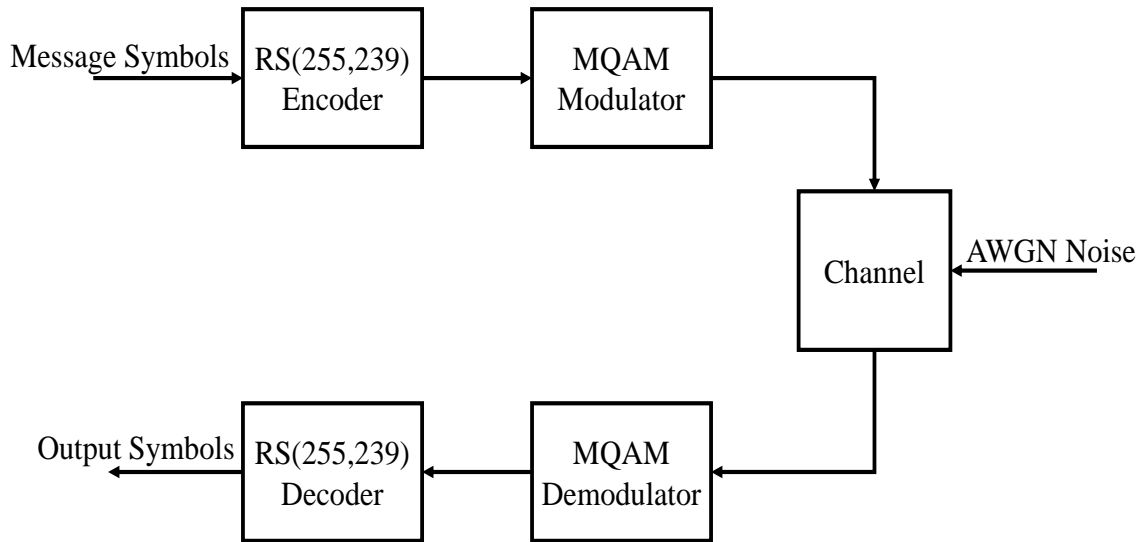 Message Symbols
RS(255,239)
Encoder
MQAM
Modulator
Channel
AWGN Noise
Output Symbols
RS(255,239)
Decoder
MQAM
Demodulator